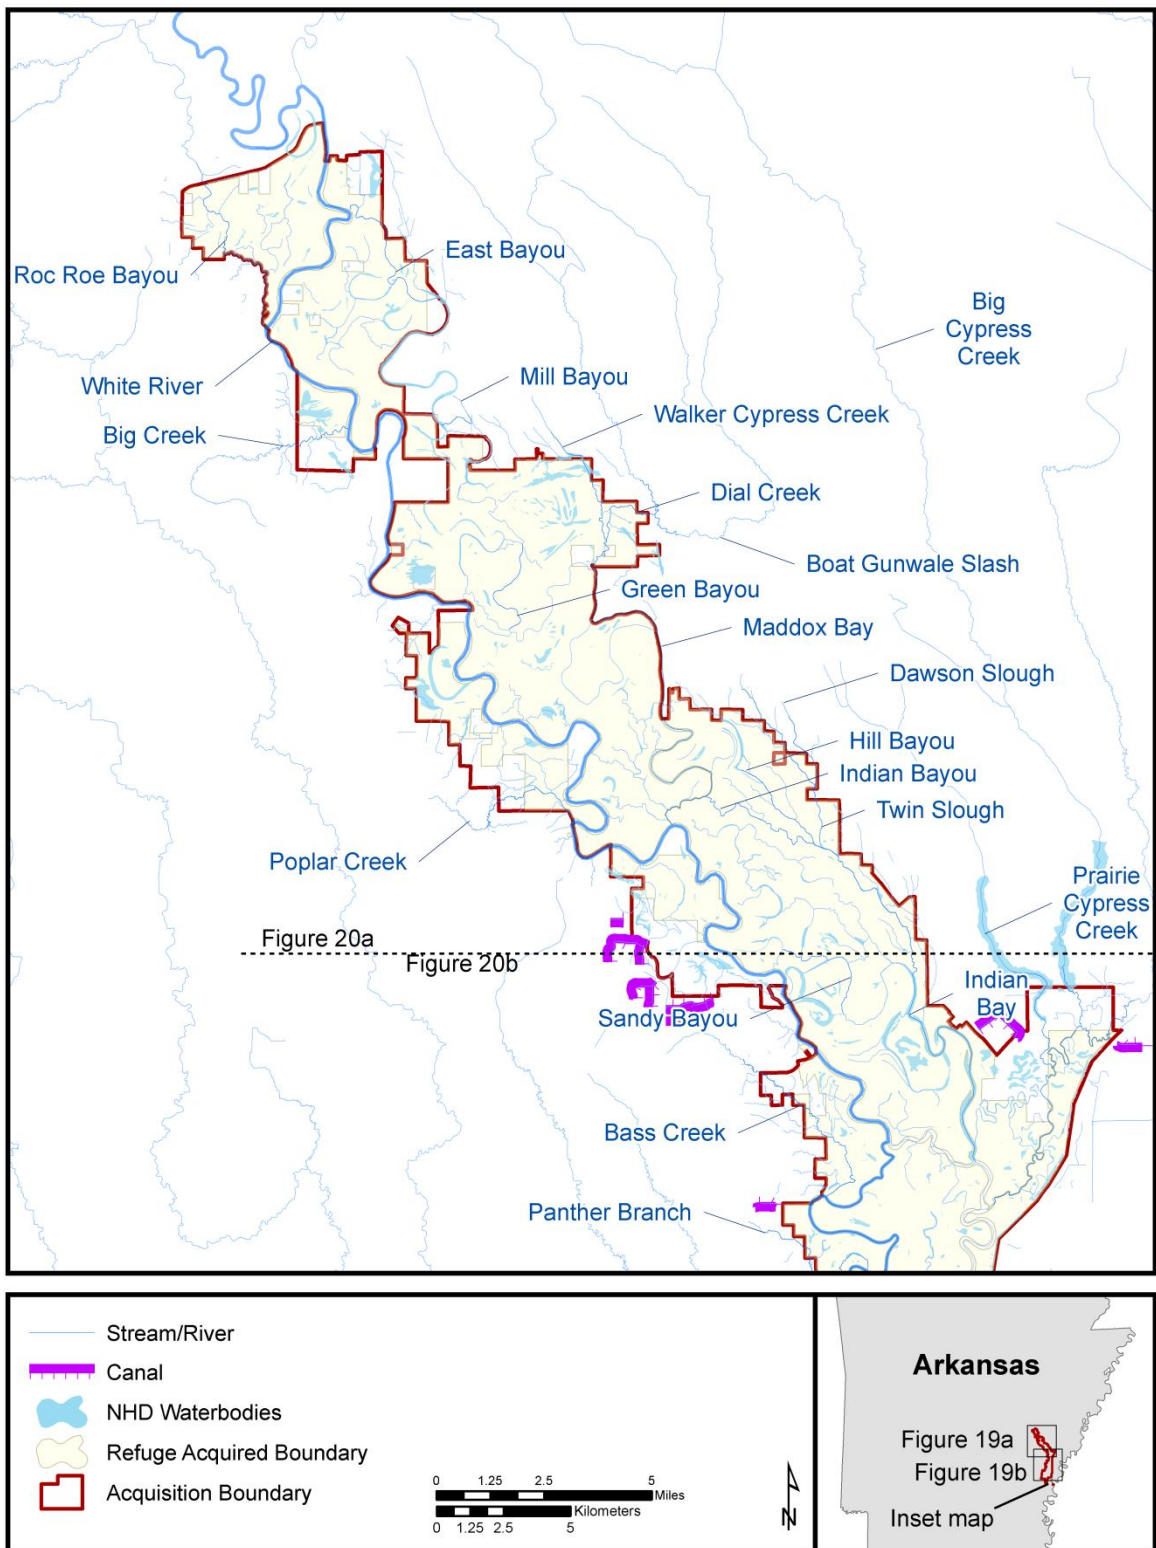 East Bayou
Roc Roe Bayou
Big
Cypress
Creek
White River
Mill Bayou
Walker Cypress Creek
Big Creek
Dial Creek
Boat Gunwale Slash
Green Bayou
Maddox Bay
Dawson Slough
Hill Bayou
Indian Bayou
Twin Slough
Poplar Creek
Prairie
Cypress
Creek
Figure 20a
Figure 20b
Indian
Bay
Sandy Bayou
Bass Creek
Panther Branch
Stream/River
Canal
NHD Waterbodies
Refuge Acquired Boundary
Acquisition Boundary
0 1.25 2.5 5
Miles
Kilometers
0 1.25 2.5 5
N
Arkansas
Figure 19a
Figure 19b
Inset map